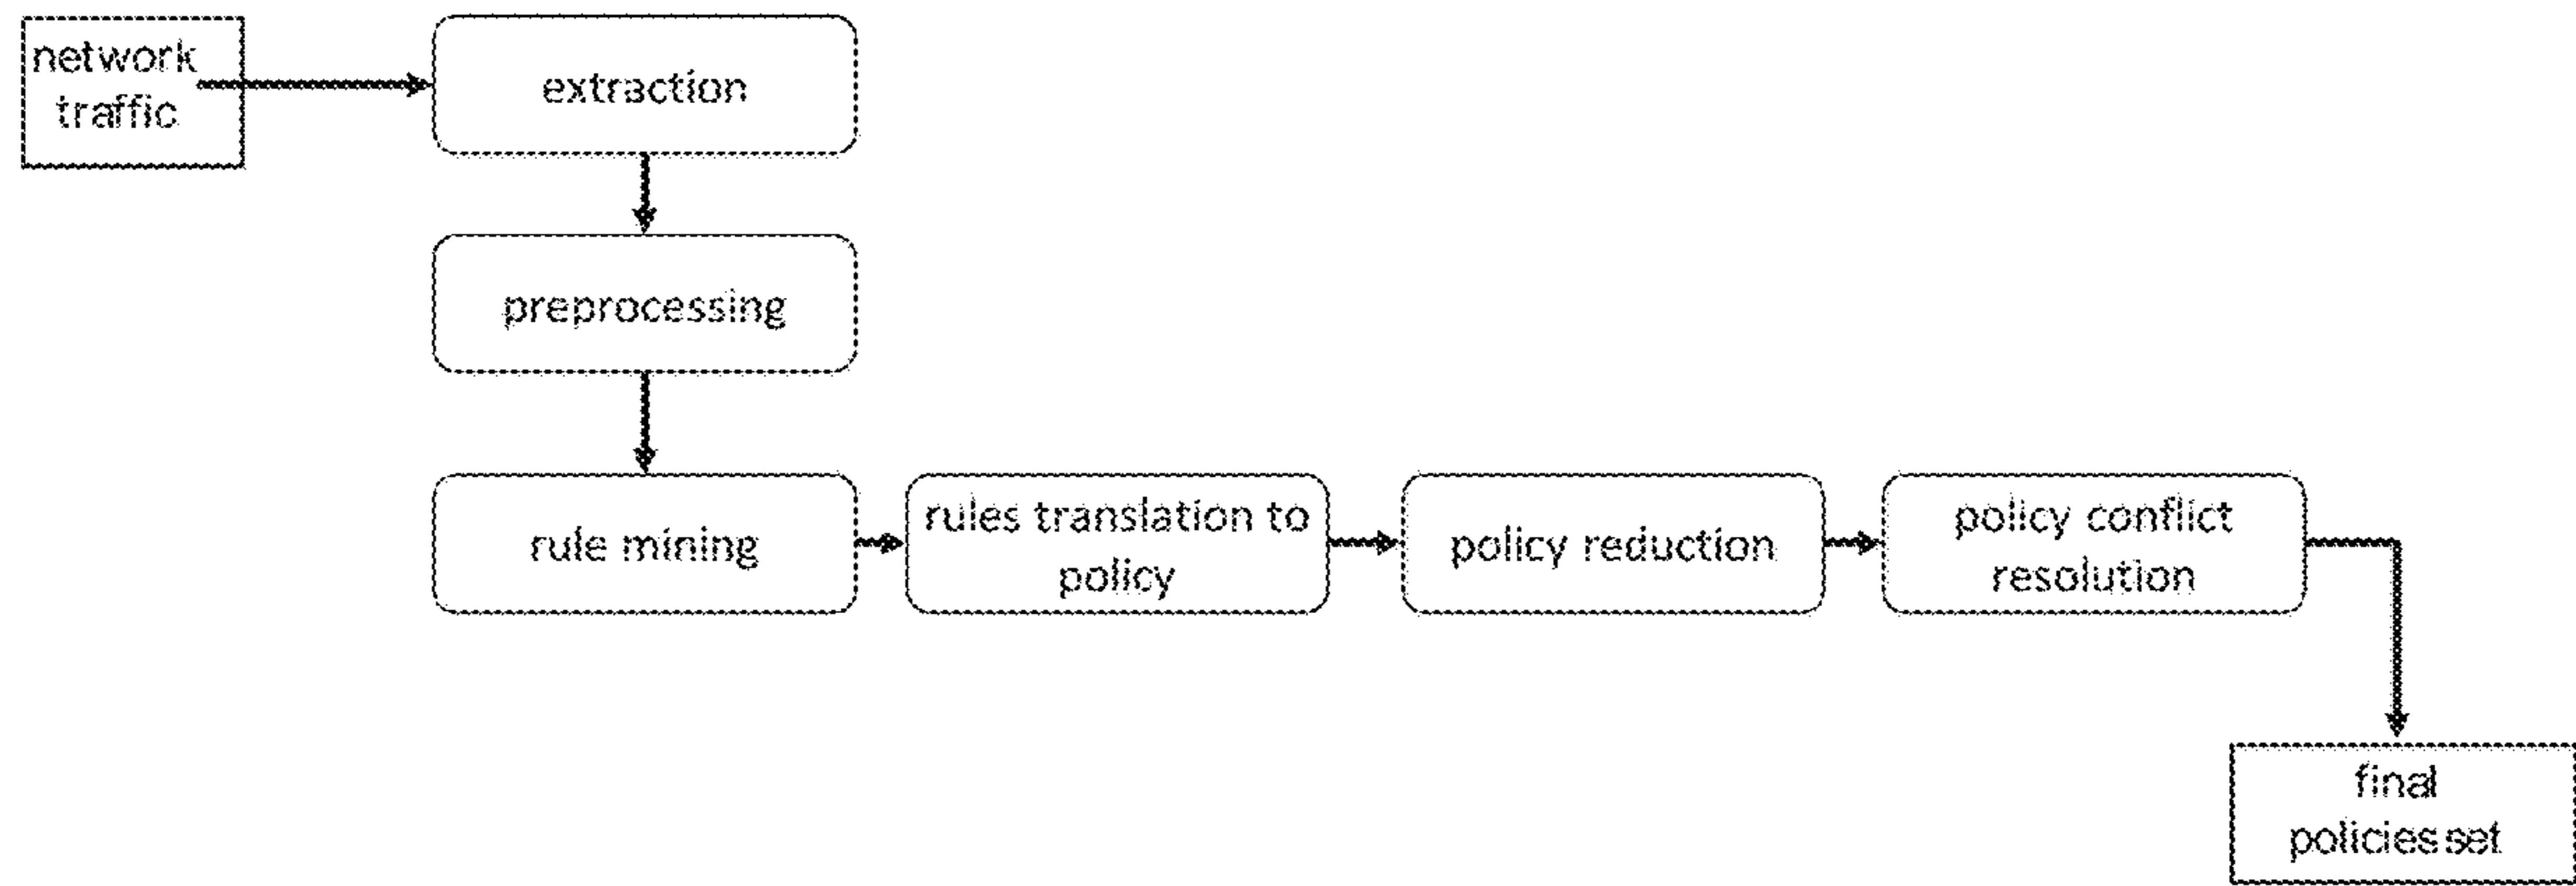 network
traffic
extraction
preprocessing
rule mining
rules translation to
policy
policy reduction
policy conflict
resolution
final
policies set